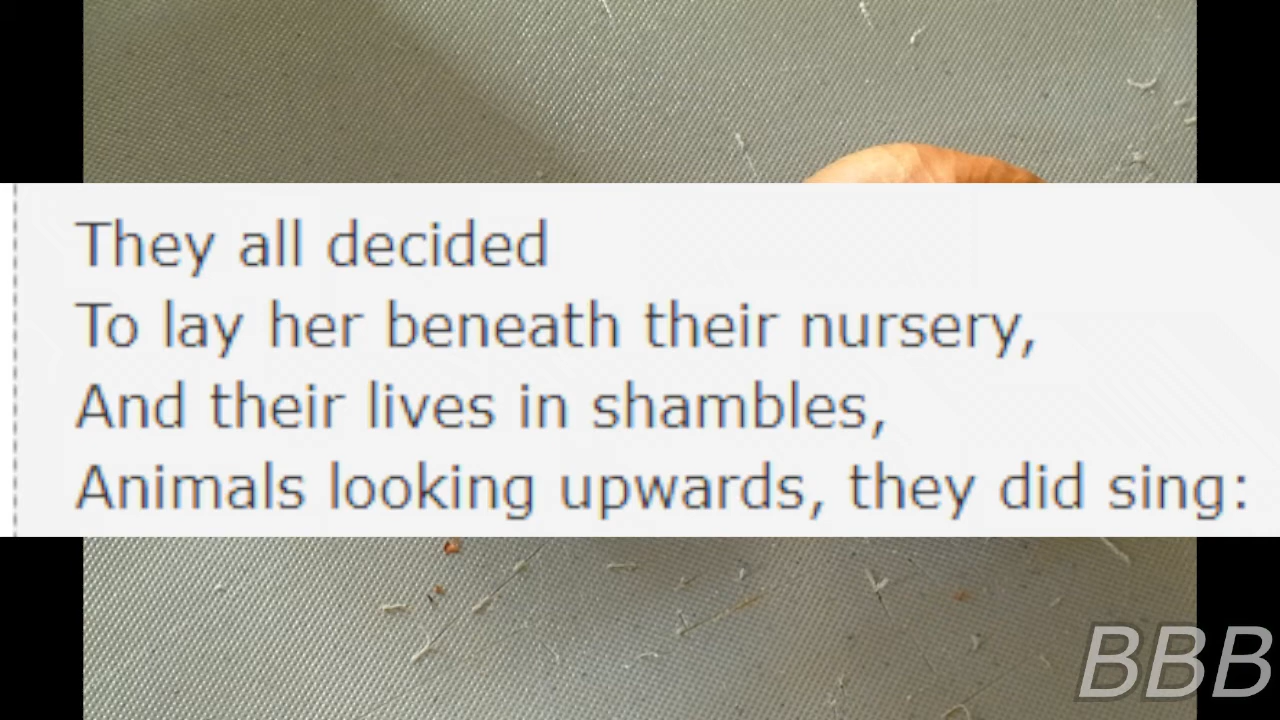 They all decided
To lay her beneath their nursery,
And their lives in shambles,
Animals looking upwards, they did sing:
BBB